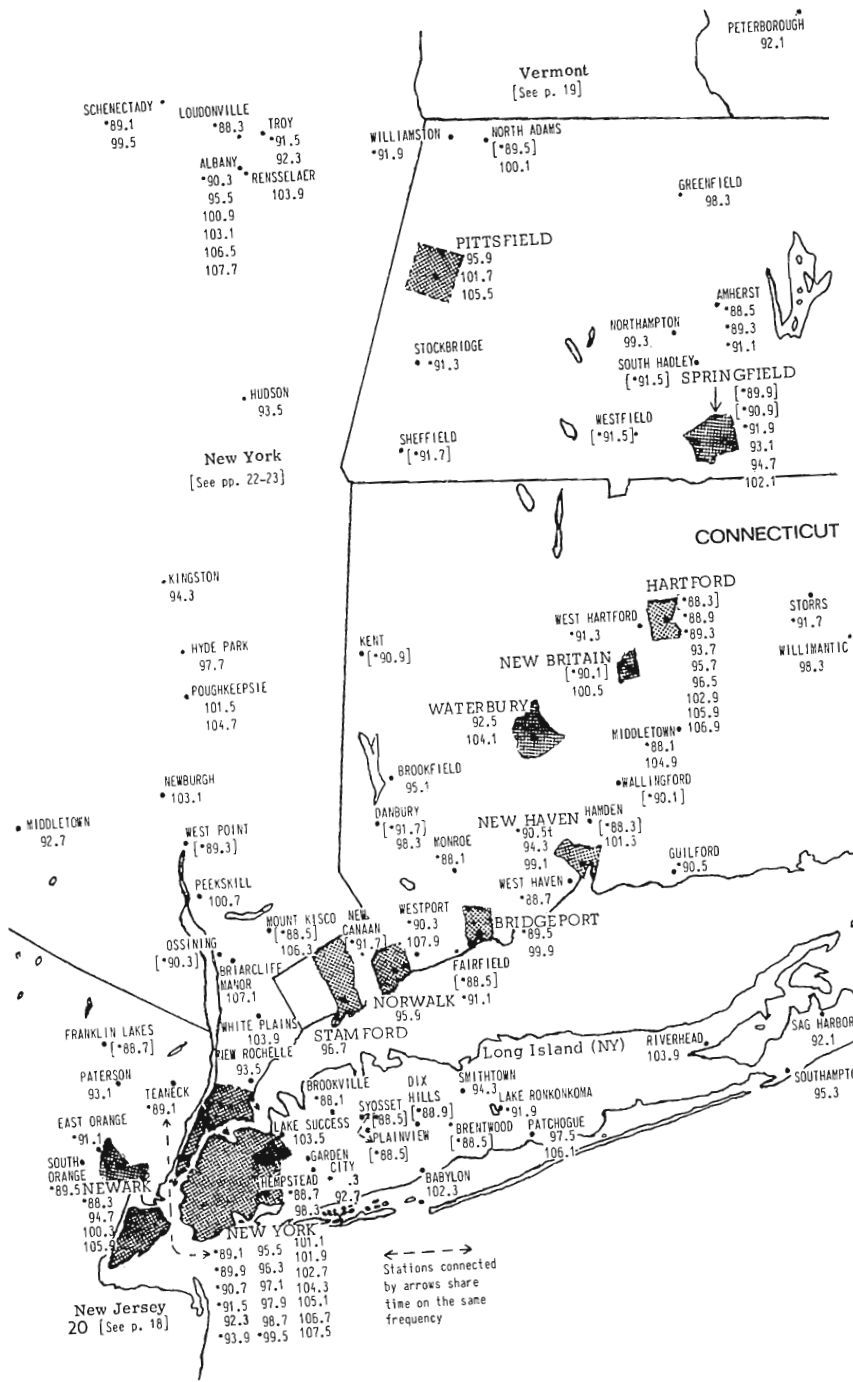 PETERBOROUGH
92.1
Vermont
[See p. 19]
SCHENECTADY
*89.1
99.5
LOUDONVILLE
*88.3
TROY
*91.5
92.3
ALBANY
*90.3
95.5
100.9
103.1
106.5
107.7
RENSSELAER
103.9
WILLIAMSTON
*91.9
NORTH ADAMS
[*89.5]
100.1
GREENFIELD
98.3
PITTSFIELD
95.9
101.7
105.5
AMHERST
*88.5
*89.3
*91.1
NORTHAMPTON
99.3
STOCKBRIDGE
*91.3
SOUTH HADLEY
[*91.5]
SPRINGFIELD
[*89.9]
[*90.9]
*91.9
93.1
94.7
102.1
HUDSON
93.5
WESTFIELD
[*91.5]
SHEFFIELD
[*91.7]
New York
[See pp. 22-23]
CONNECTICUT
KINGSTON
94.3
HARTFORD
[*88.3]
*88.9
*89.3
93.7
95.7
96.5
102.9
105.9
106.9
WEST HARTFORD
*91.3
STORRS
*91.7
WILLIMANTIC
98.3
HYDE PARK
97.7
KENT
[*90.9]
NEW BRITAIN
[*90.1]
100.5
POUGHKEEPSIE
101.5
104.7
WATERBURY
92.5
104.1
MIDDLETOWN
*88.1
104.9
NEWBURGH
103.1
BROOKFIELD
95.1
WALLINGFORD
[*90.1]
MIDDLETOWN
92.7
WEST POINT
[*89.3]
DANBURY
[*91.7]
98.3
MONROE
*88.1
NEW HAVEN
*90.5t
94.3
99.1
HAMDEN
[*88.3]
101.3
GUILFORD
*90.5
PEEKSKILL
100.7
WEST HAVEN
*88.7
MOUNT KISCO
[*88.5]
106.3
NEW
CANAAN
[*91.7]
WESTPORT
*90.3
107.9
BRIDGEPORT
*89.5
99.9
OSSINING
[*90.3]
BRIARCLIFF
MANOR
107.1
FAIRFIELD
[*88.5]
*91.1
NORWALK
95.9
WHITE PLAINS
103.9
STAMFORD
96.7
FRANKLIN LAKES
[*88.7]
NEW ROCHELLE
93.5
Long Island (NY)
RIVERHEAD
103.9
SAG HARBOR
92.1
PATERSON
93.1
TEANECK
*89.1
BROOKVILLE
*88.1
DIX
HILLS
[*88.9]
SMITHTOWN
94.3
LAKE RONKONKOMA
*91.9
SOUTHAMPT
95.3
SYOSSET
[*88.5]
EAST ORANGE
*91.1
LAKE SUCCESS
103.5
PLAINVIEW
[*88.5]
BRENTWOOD
[*88.5]
PATCHOGUE
97.5
106.1
SOUTH
ORANGE
*89.5
GARDEN
CITY
.3
92.7
NEWARK
*88.3
94.7
100.3
105.9
HEMPSTEAD
*88.7
98.3
BABYLON
102.3
NEW YORK
*89.1 95.5 101.1
*89.9 96.3 101.9
*90.7 97.1 102.7
*91.5 97.9 104.3
92.3 98.7 105.1
*93.9 *99.5 106.7
107.5
Stations connected
by arrows share
time on the same
frequency
New Jersey
20 [See p. 18]